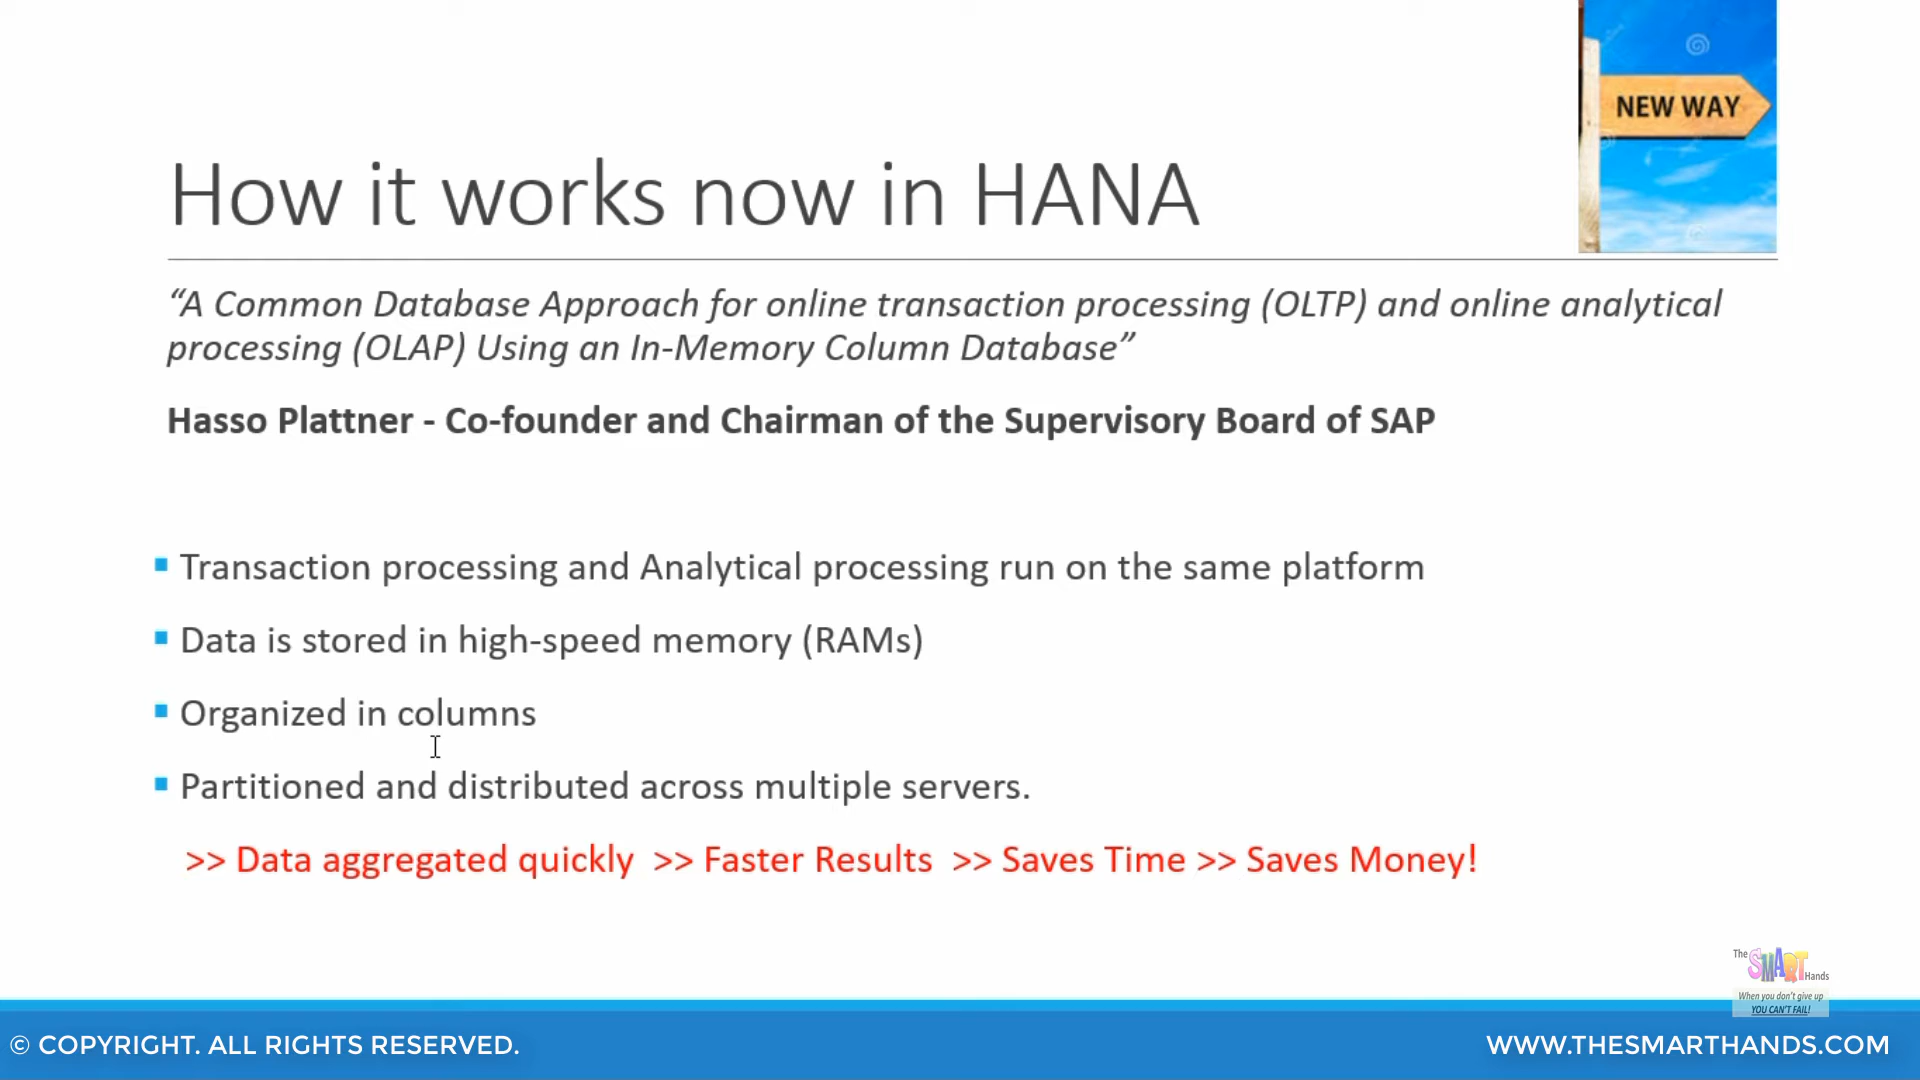 NEW WAY
How it works now in HANA
“A Common Database Approach for online transaction processing (OLTP) and online analytical
processing (OLAP) Using an In-Memory Column Database”
Hasso Plattner - Co-founder and Chairman of the Supervisory Board of SAP
Transaction processing and Analytical processing run on the same platform
Data is stored in high-speed memory (RAMs)
Organized in columns
Partitioned and distributed across multiple servers.
>> Data aggregated quickly >> Faster Results >> Saves Time >> Saves Money!
The SMART Hands
When you don't give up
YOU CAN'T FAIL!
© COPYRIGHT. ALL RIGHTS RESERVED.
WWW.THESMARTHANDS.COM